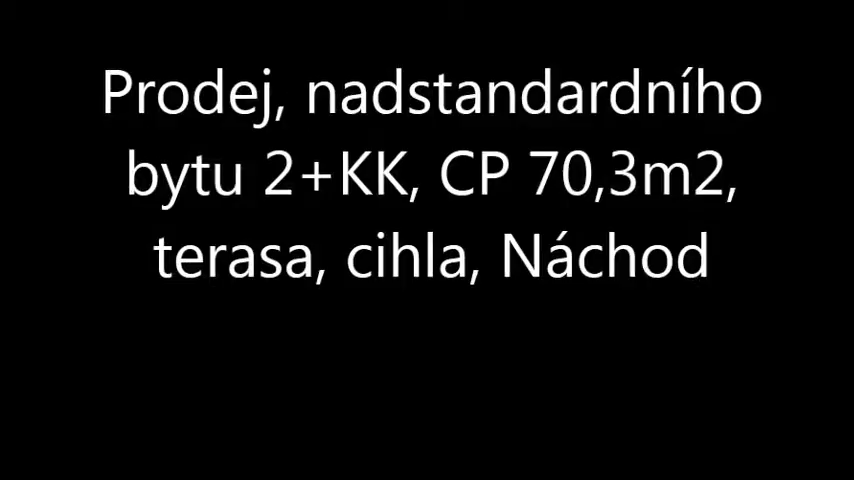 Prodej, nadstandardního
bytu 2+KK, CP 70,3m2,
terasa, cihla, Náchod